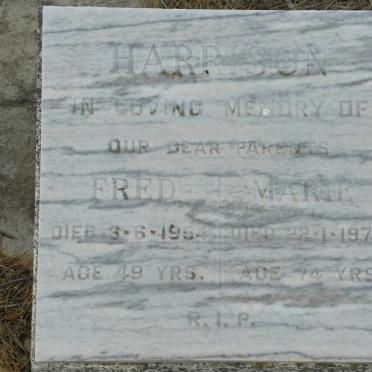 HARRISON
IN LOVING MEMORY OF
OUR DEAR PARENTS
FRED MARIE
DIED 3·6·1954 DIED 22·1·197
AGE 49 YRS. AGE 74 YRS
R.I.P.